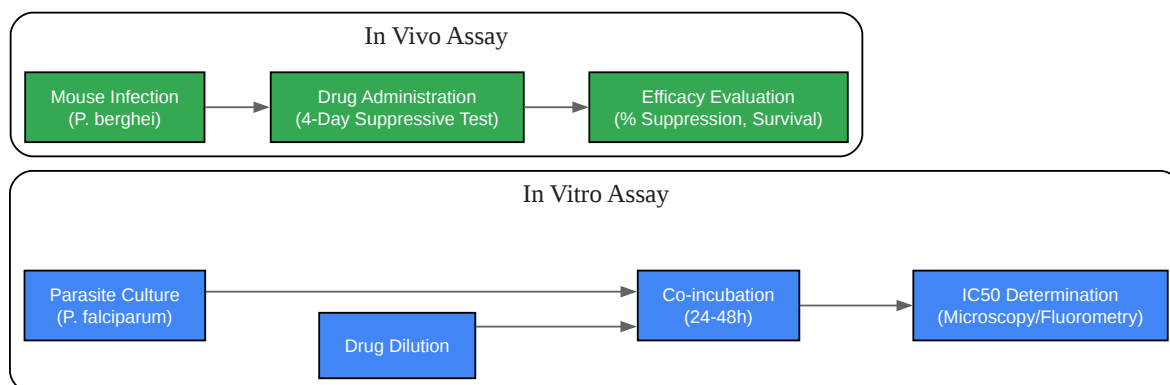 In Vivo Assay
Mouse Infection
(P. berghei)
Drug Administration
(4-Day Suppressive Test)
Efficacy Evaluation
(% Suppression, Survival)
In Vitro Assay
Parasite Culture
(P. falciparum)
Drug Dilution
Co-incubation
(24-48h)
IC50 Determination
(Microscopy/Fluorometry)